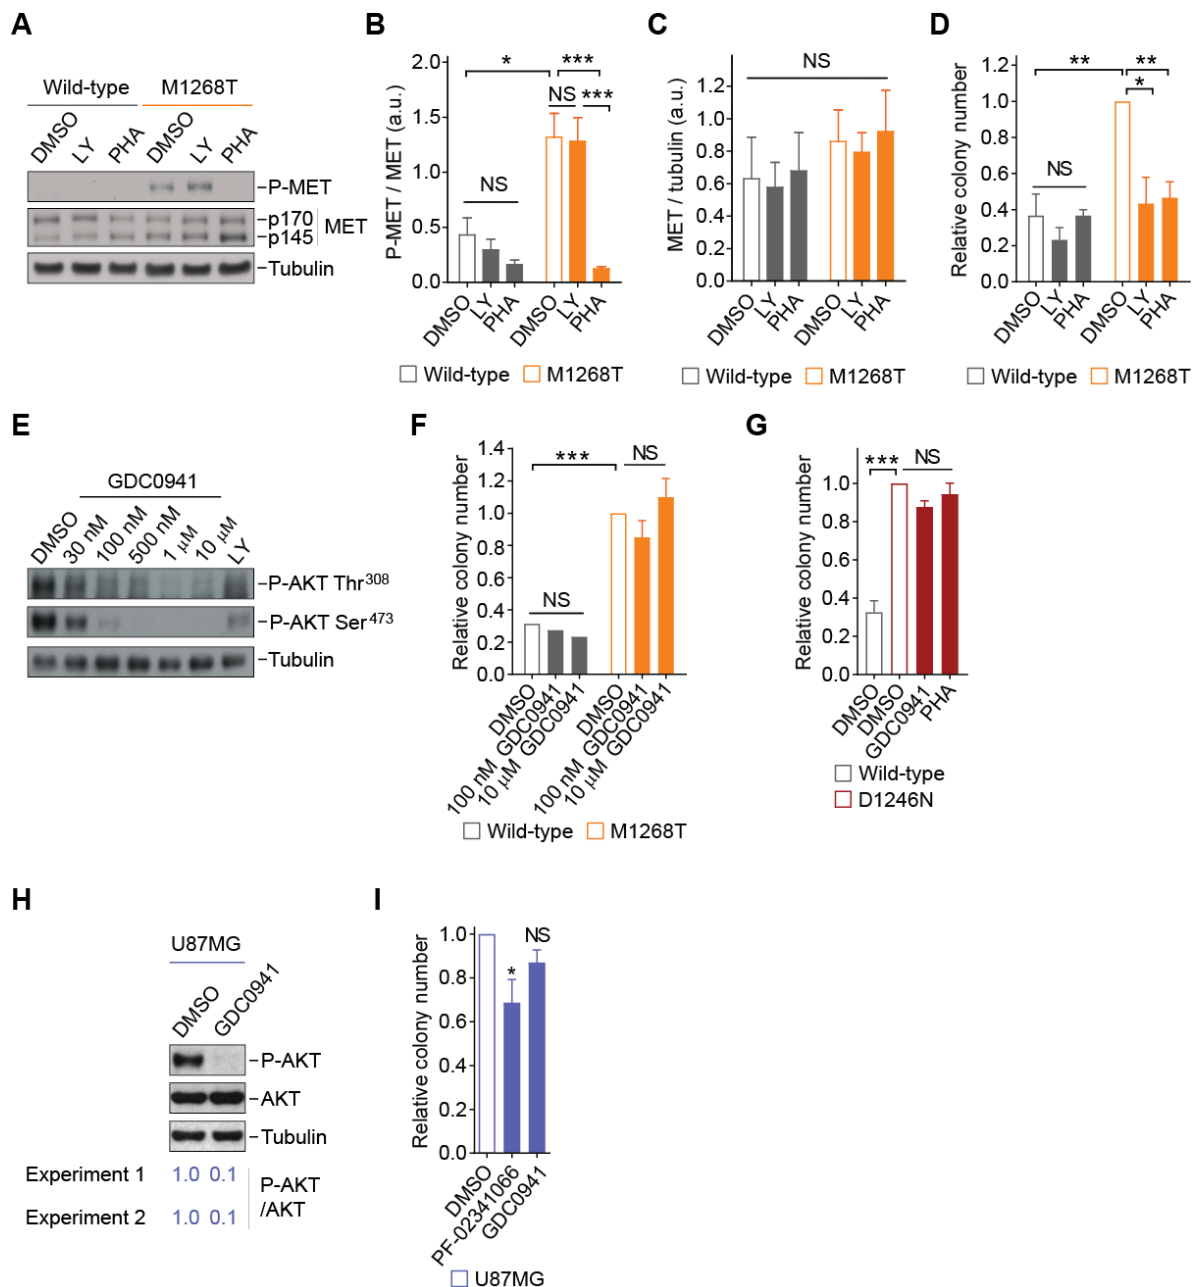 A
Wild-type M1268T
DMSO LY PHA DMSO LY PHA
P-MET
p170
p145
MET
Tubulin
B
P-MET / MET (a.u.)
2.0
1.5
1.0
0.5
0.0
* ***
NS ***
NS
DMSO LY PHA DMSO LY PHA
Wild-type M1268T
C
MET / tubulin (a.u.)
1.2
1.0
0.8
0.6
0.4
0.2
0.0
NS
DMSO LY PHA DMSO LY PHA
Wild-type M1268T
D
Relative colony number
1.2
1.0
0.8
0.6
0.4
0.2
0.0
** **
*
NS
DMSO LY PHA DMSO LY PHA
Wild-type M1268T
E
GDC0941
DMSO 30 nM 100 nM 500 nM 1 µM 10 µM LY
P-AKT Thr308
P-AKT Ser473
Tubulin
F
Relative colony number
1.4
1.2
1.0
0.8
0.6
0.4
0.2
0.0
*** NS
NS
DMSO
100 nM GDC0941
10 µM GDC0941
DMSO
100 nM GDC0941
10 µM GDC0941
Wild-type M1268T
G
Relative colony number
1.0
0.8
0.6
0.4
0.2
0.0
*** NS
DMSO DMSO GDC0941 PHA
Wild-type
D1246N
H
U87MG
DMSO GDC0941
P-AKT
AKT
Tubulin
Experiment 1 1.0 0.1
Experiment 2 1.0 0.1
P-AKT
/AKT
I
Relative colony number
1.0
0.8
0.6
0.4
0.2
0.0
* NS
DMSO
PF-02341066
GDC0941
U87MG